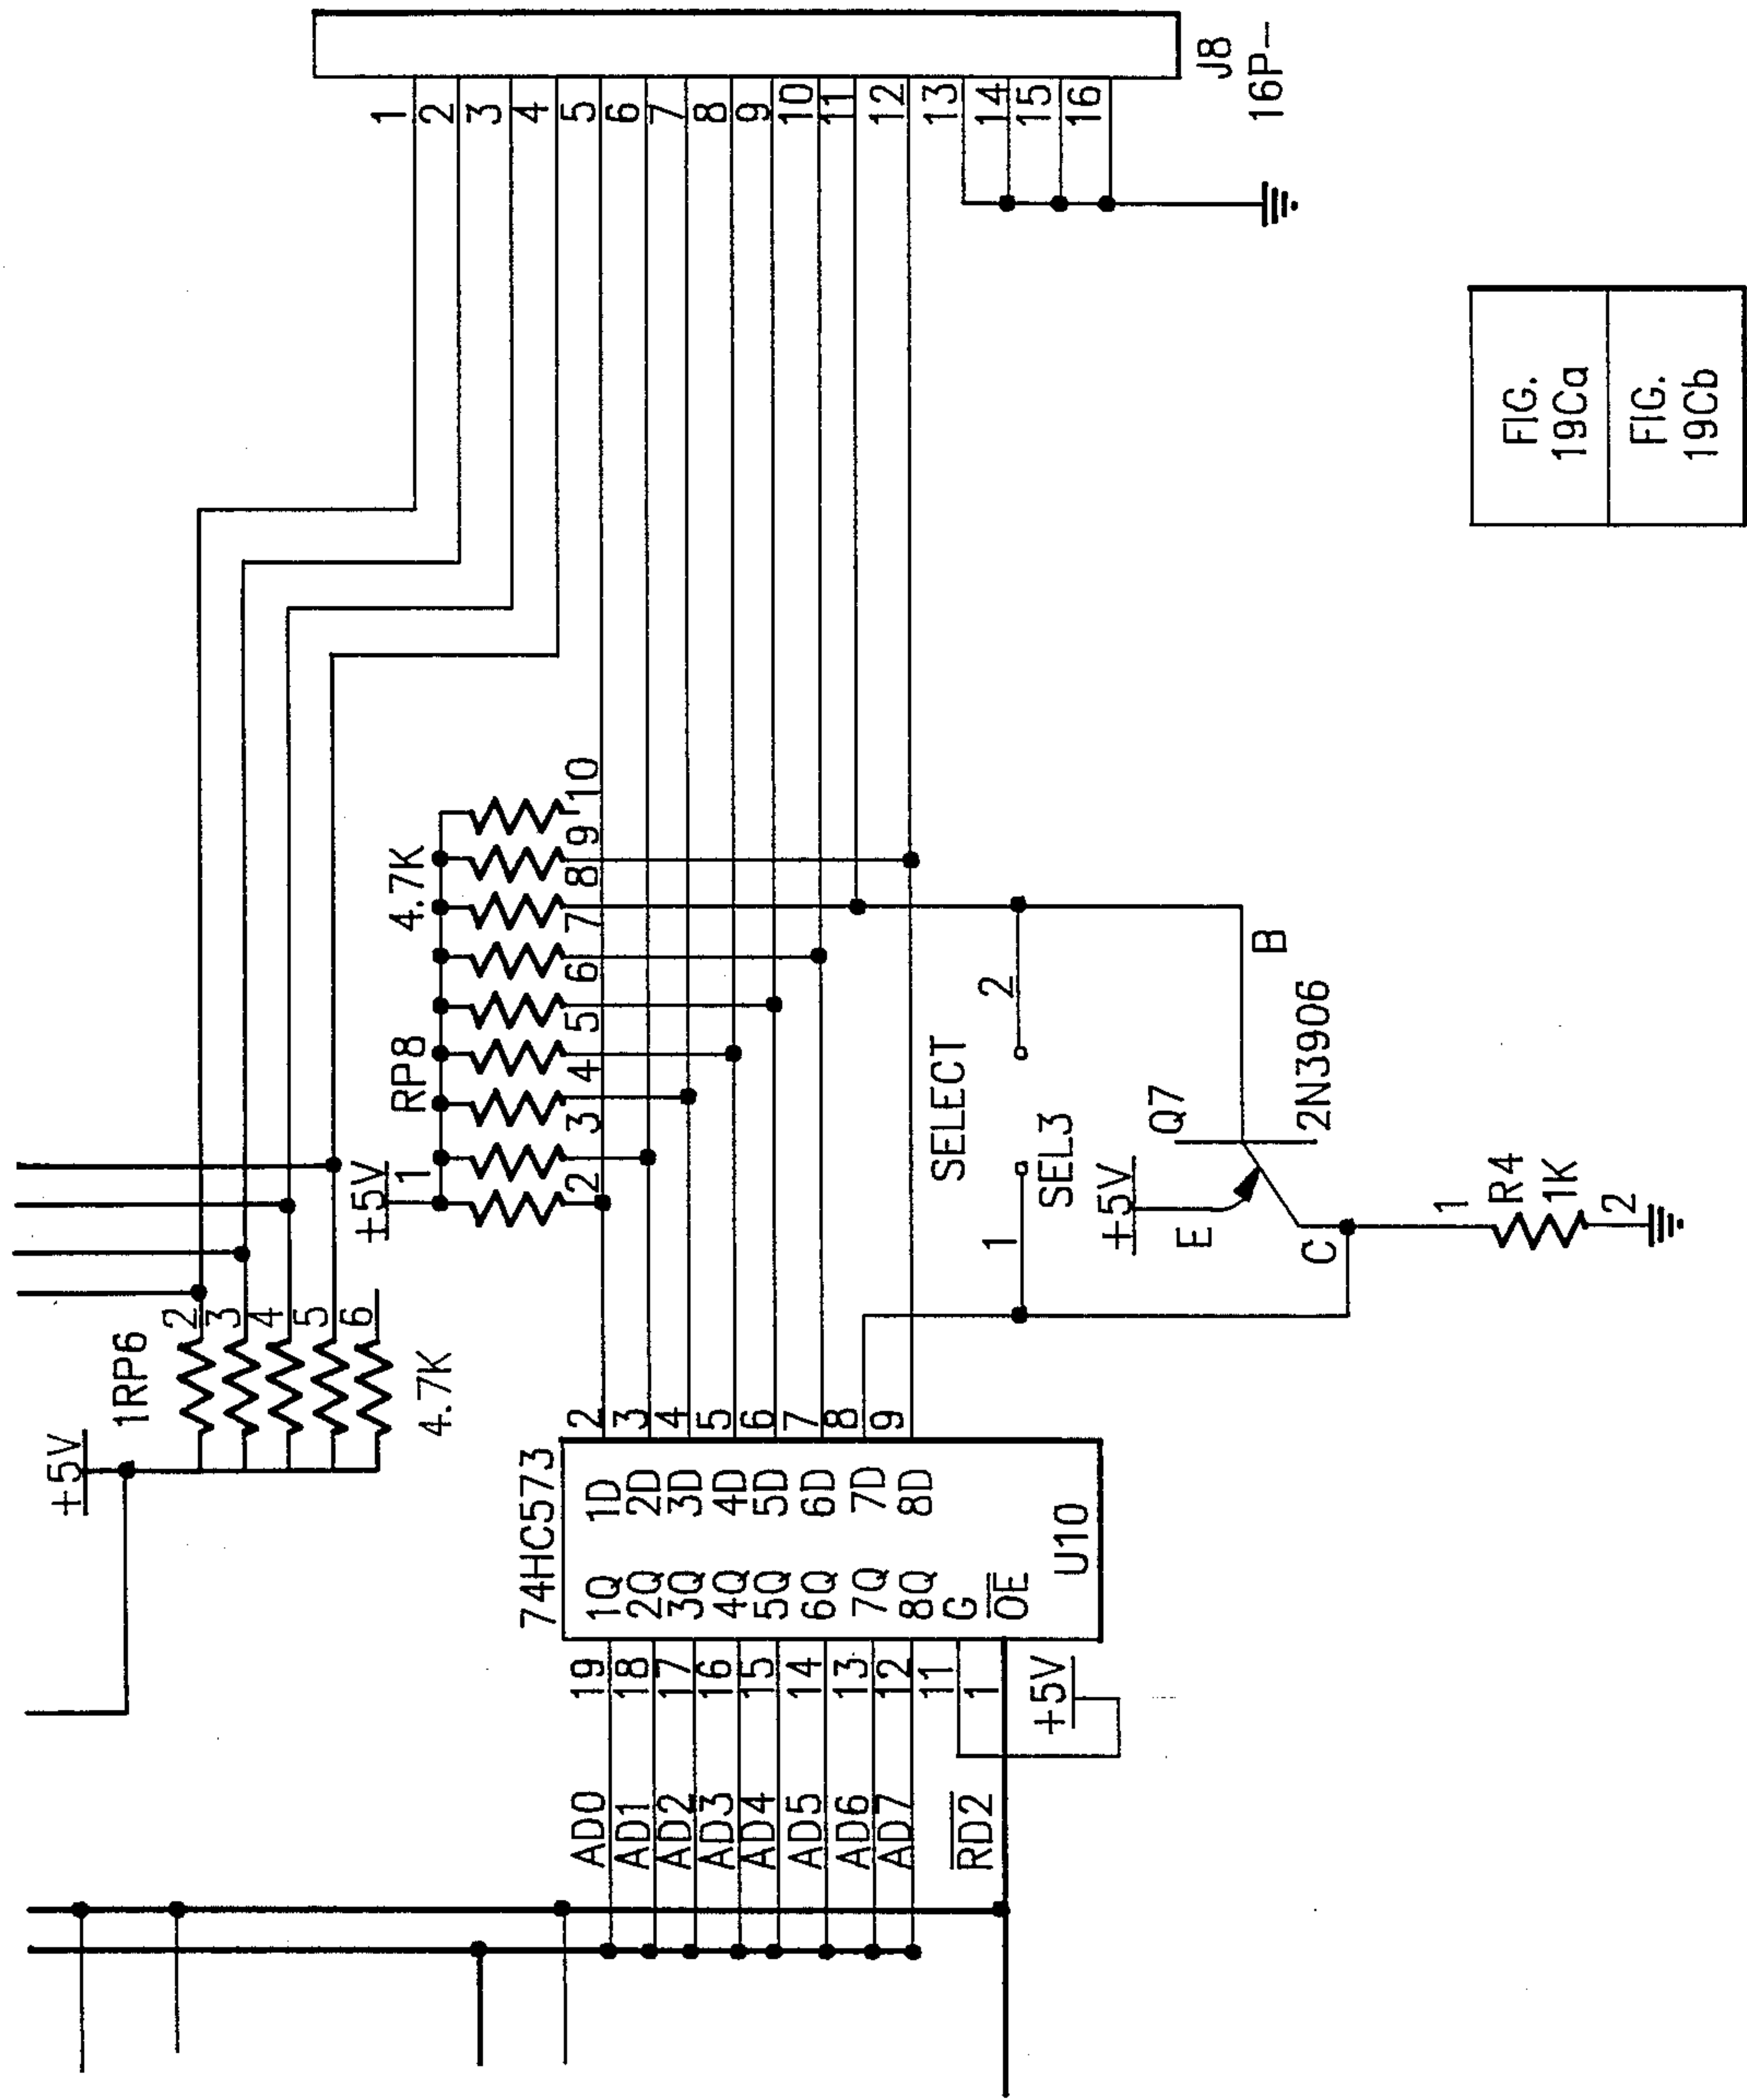 J8
16P-
1
2
3
4
5
6
7
8
9
10
11
12
13
14
15
16
+5V
1RP6
2
3
4
5
6
4.7K
+5V
1
RP8
4.7K
2
3
4
5
6
7
8
9
10
74HC573
1Q 1D
2Q 2D
3Q 3D
4Q 4D
5Q 5D
6Q 6D
7Q 7D
8Q 8D
G
OE
U10
2
3
4
5
6
7
8
9
AD0 19
AD1 18
AD2 17
AD3 16
AD4 15
AD5 14
AD6 13
AD7 12
11
RD2 1
+5V
SELECT
1
2
SEL3
+5V
Q7
E
B
C
2N3906
1
R4
1K
2
FIG.
19Ca
FIG.
19Cb